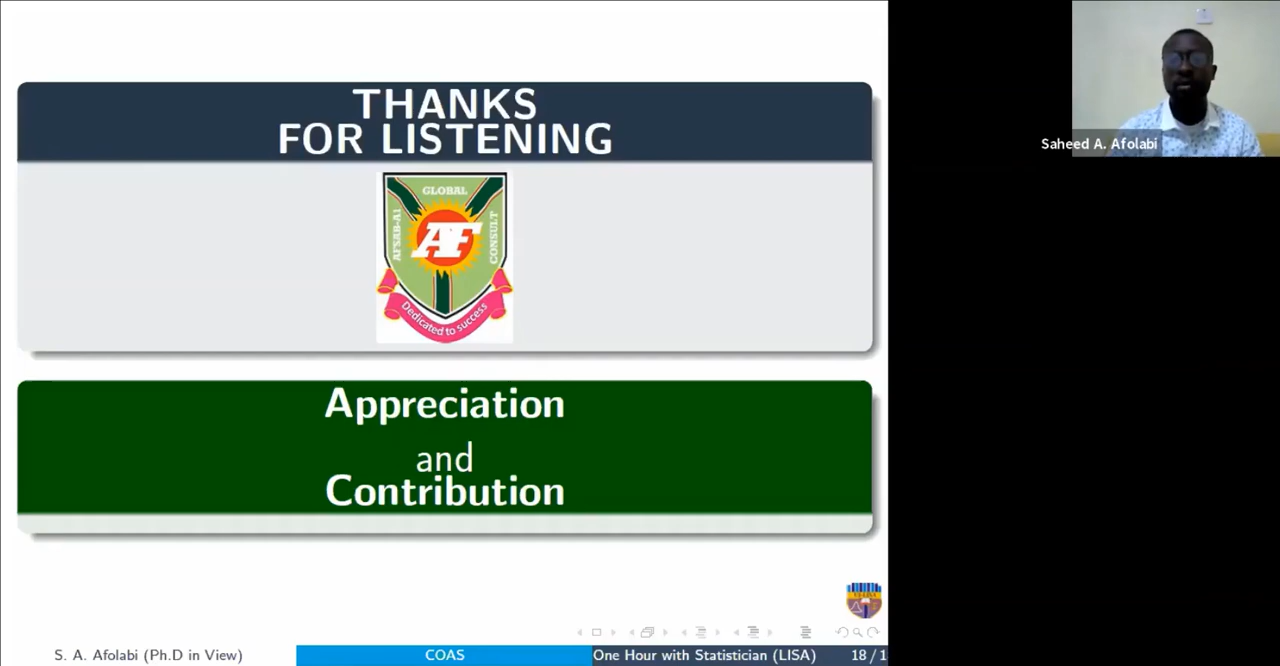 THANKS
FOR LISTENING
GLOBAL
AFSAB-A1
AF
CONSULT
Dedicated to success
Appreciation
and
Contribution
Saheed A. Afolabi
S. A. Afolabi (Ph.D in View)
COAS
One Hour with Statistician (LISA)
18 / 1